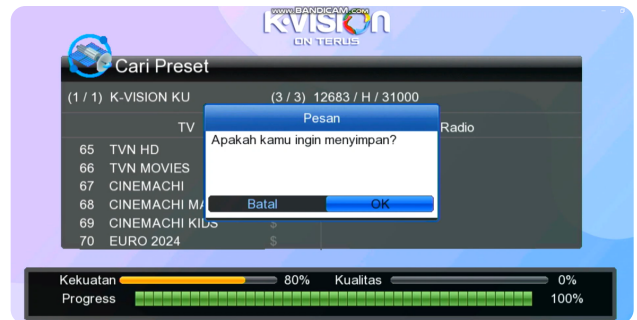 www.BANDICAM.COM
K-VISION
ON TERUS
Cari Preset
(1 / 1) K-VISION KU (3 / 3) 12683 / H / 31000
TV Radio
Pesan
Apakah kamu ingin menyimpan?
Batal OK
65 TVN HD
66 TVN MOVIES
67 CINEMACHI
68 CINEMACHI MA
69 CINEMACHI KIDS $
70 EURO 2024 $
Kekuatan 80% Kualitas 0%
Progress 100%